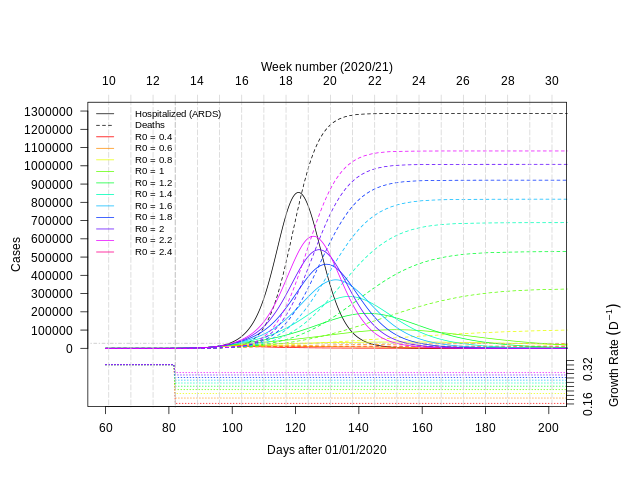 Week number (2020/21)
10 12 14 16 18 20 22 24 26 28 30
1300000
1200000
1100000
1000000
900000
800000
700000
600000
500000
400000
300000
200000
100000
0
Cases
Hospitalized (ARDS)
Deaths
R0 = 0.4
R0 = 0.6
R0 = 0.8
R0 = 1
R0 = 1.2
R0 = 1.4
R0 = 1.6
R0 = 1.8
R0 = 2
R0 = 2.2
R0 = 2.4
0.32
0.16
Growth Rate (D⁻¹)
60 80 100 120 140 160 180 200
Days after 01/01/2020